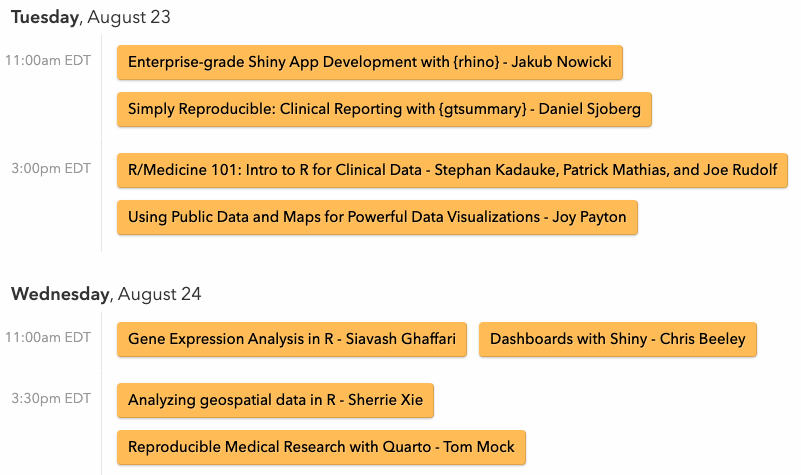 Tuesday, August 23
11:00am EDT
Enterprise-grade Shiny App Development with {rhino} - Jakub Nowicki
Simply Reproducible: Clinical Reporting with {gtsummary} - Daniel Sjoberg
3:00pm EDT
R/Medicine 101: Intro to R for Clinical Data - Stephan Kadauke, Patrick Mathias, and Joe Rudolf
Using Public Data and Maps for Powerful Data Visualizations - Joy Payton
Wednesday, August 24
11:00am EDT
Gene Expression Analysis in R - Siavash Ghaffari
Dashboards with Shiny - Chris Beeley
3:30pm EDT
Analyzing geospatial data in R - Sherrie Xie
Reproducible Medical Research with Quarto - Tom Mock